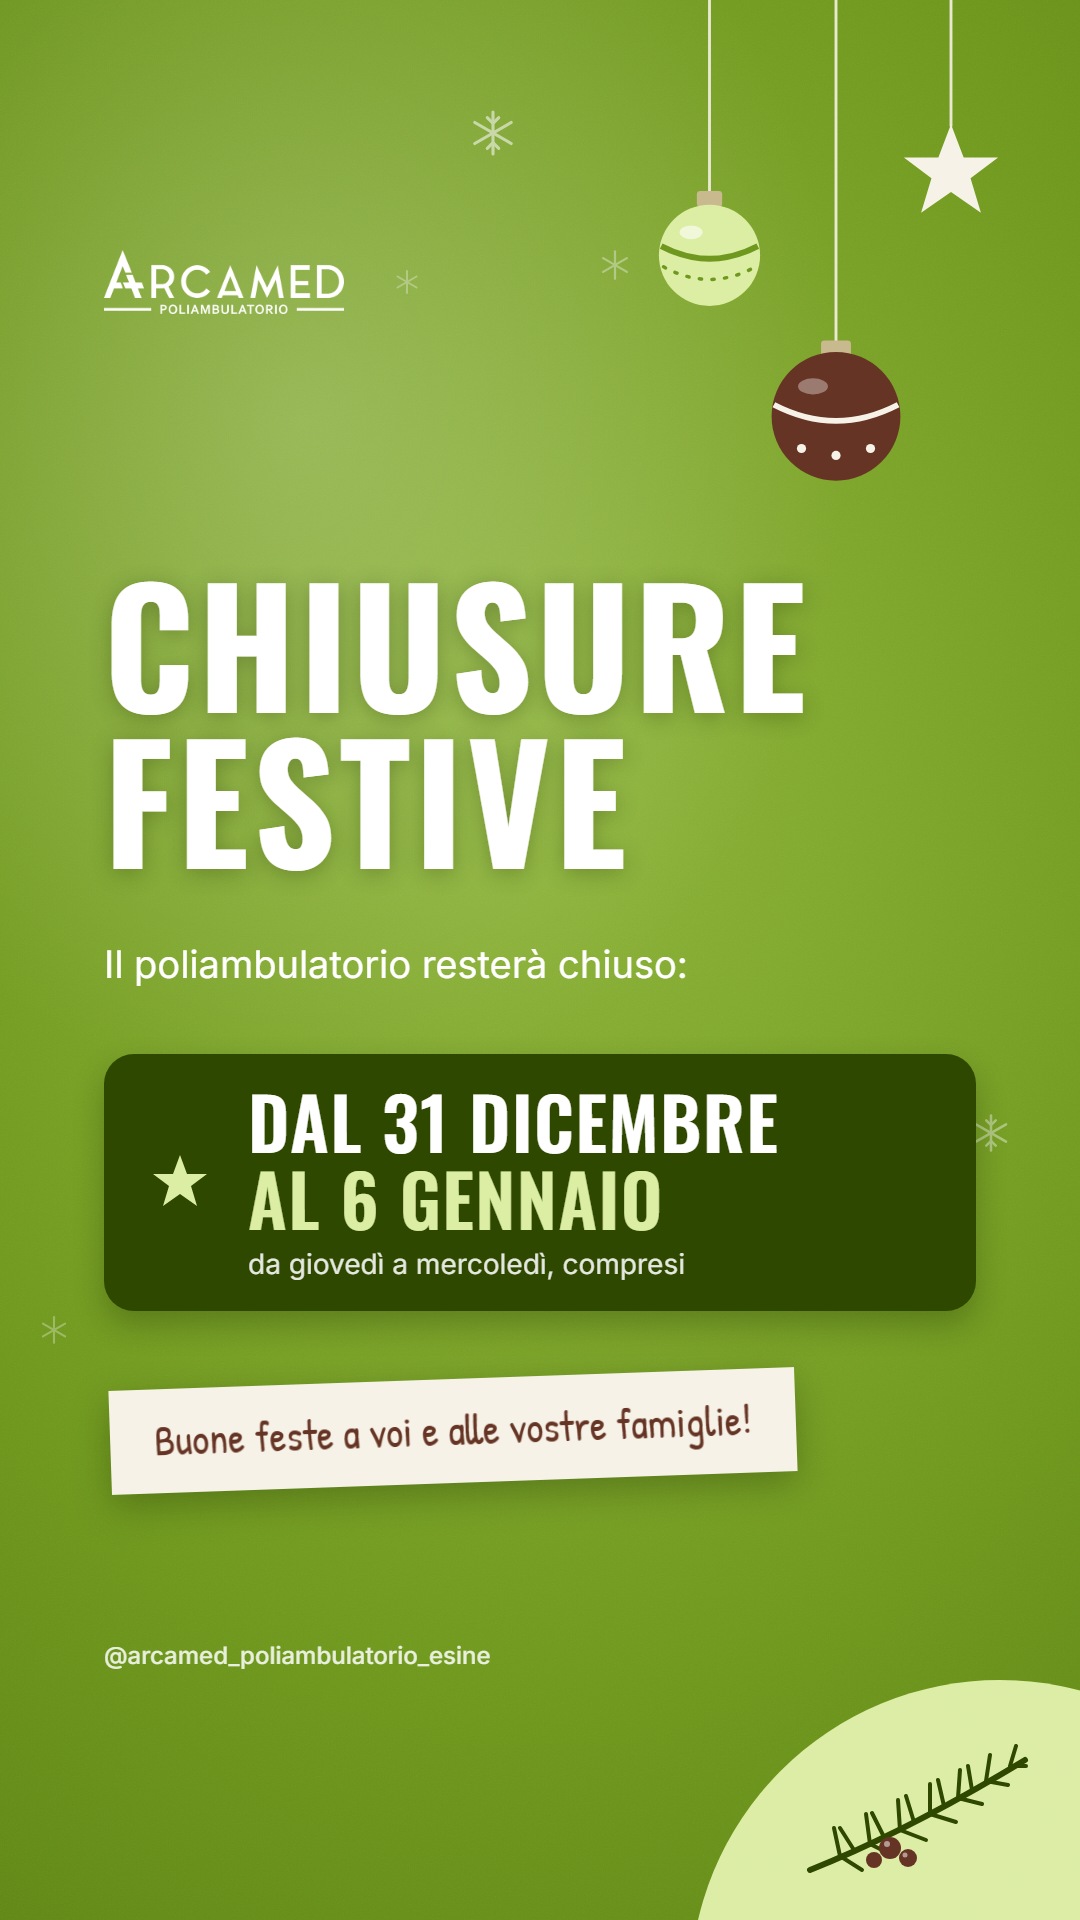 ARCAMED
POLIAMBULATORIO
CHIUSURE
FESTIVE
Il poliambulatorio resterà chiuso:
DAL 31 DICEMBRE
AL 6 GENNAIO
da giovedì a mercoledì, compresi
Buone feste a voi e alle vostre famiglie!
@arcamed_poliambulatorio_esine